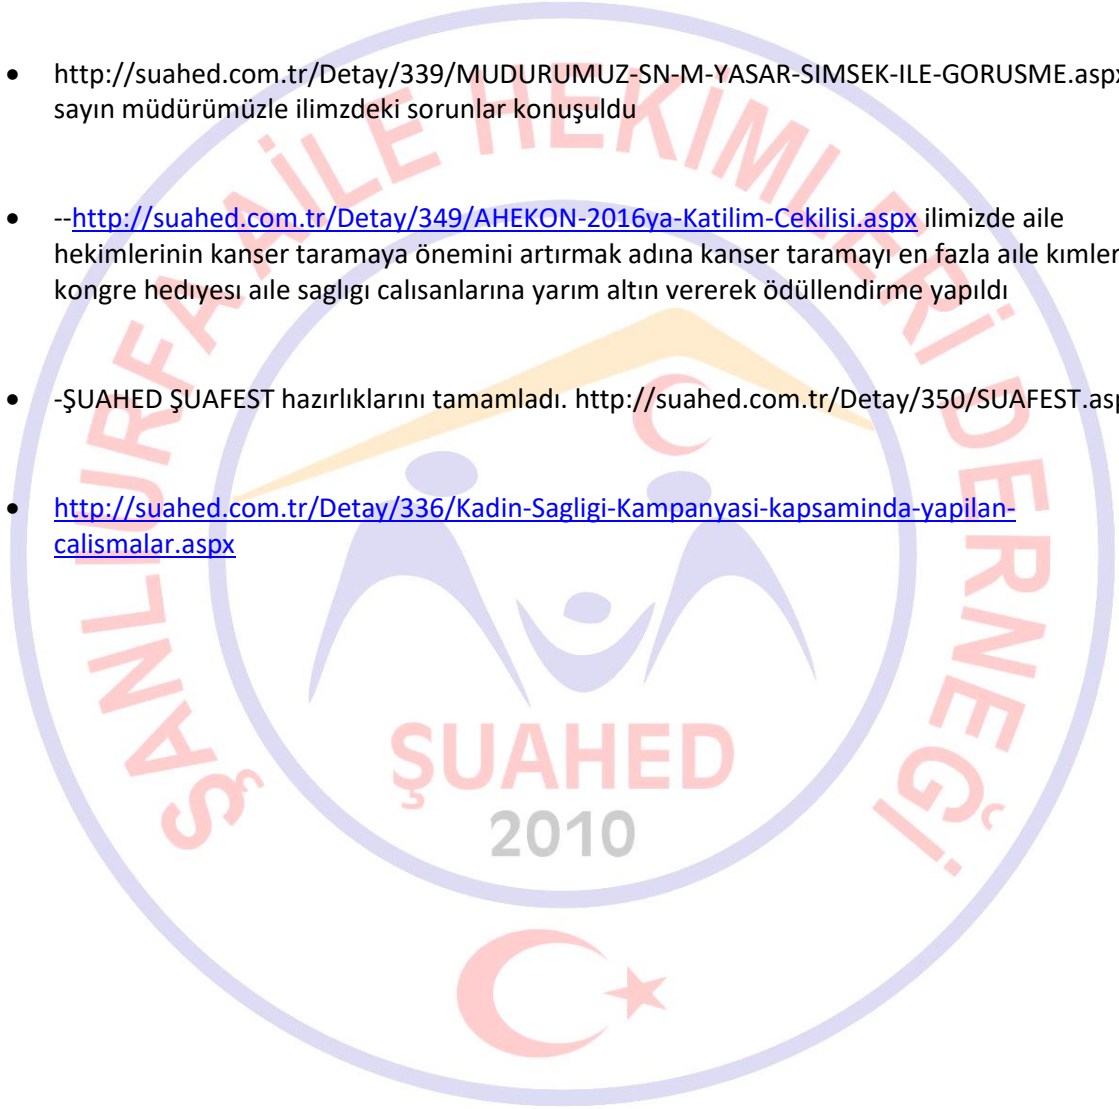 • http://suahed.com.tr/Detay/339/MUDURUMUZ-SN-M-YASAR-SIMSEK-ILE-GORUSME.aspx
sayın müdürümüzle ilimzdeki sorunlar konuşuldu
• --http://suahed.com.tr/Detay/349/AHEKON-2016ya-Katilim-Cekilisi.aspx ilimizde aile
hekimlerinin kanser taramaya önemini artırmak adına kanser taramayı en fazla aıle kımler
kongre hedıyesı aıle saglıgı calısanlarına yarım altın vererek ödüllendirme yapıldı
• -ŞUAHED ŞUAFEST hazırlıklarını tamamladı. http://suahed.com.tr/Detay/350/SUAFEST.asp
• http://suahed.com.tr/Detay/336/Kadin-Sagligi-Kampanyasi-kapsaminda-yapilan-
calismalar.aspx
ŞANLIURFA AİLE HEKİMLERİ DERNEĞİ
ŞUAHED
2010